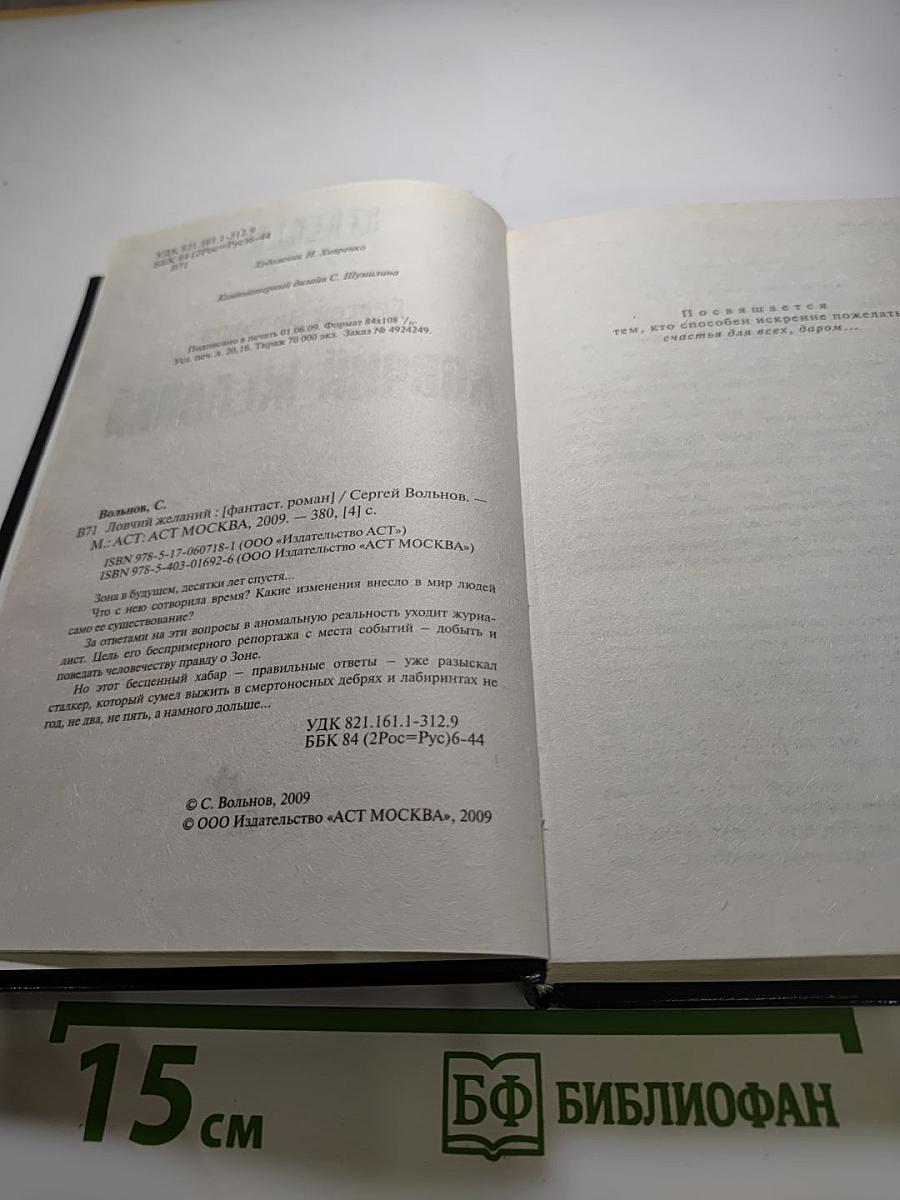 УДК 821.161.1-312.9
ББК 84 (2Рос=Рус)6-44
В71
Художник И. Хивренко
Компьютерный дизайн С. Шумилина
Подписано в печать 01.06.09. Формат 84х108 1/32.
Усл. печ. л. 20,16. Тираж 70 000 экз. Заказ № 4924249.
Вольнов, С.
В71 Ловчий желаний : [фантаст. роман] / Сергей Вольнов. —
М.: АСТ: АСТ МОСКВА, 2009. — 380, [4] с.
ISBN 978-5-17-060718-1 (ООО «Издательство АСТ»)
ISBN 978-5-403-01692-6 (ООО Издательство «АСТ МОСКВА»)
Зона в будущем, десятки лет спустя...
Что с нею сотворила время? Какие изменения внесло в мир людей
само ее существование?
За ответами на эти вопросы в аномальную реальность уходит журна-
лист. Цель его беспримерного репортажа с места событий — добыть и
поведать человечеству правду о Зоне.
Но этот бесценный хабар — правильные ответы — уже разыскал
сталкер, который сумел выжить в смертоносных дебрях и лабиринтах не
год, не два, не пять, а намного дольше...
УДК 821.161.1-312.9
ББК 84 (2Рос=Рус)6-44
© С. Вольнов, 2009
© ООО Издательство «АСТ МОСКВА», 2009
Посвящается
тем, кто способен искренне пожелать
счастья для всех, даром...
15 см
БФ БИБЛИОФАН